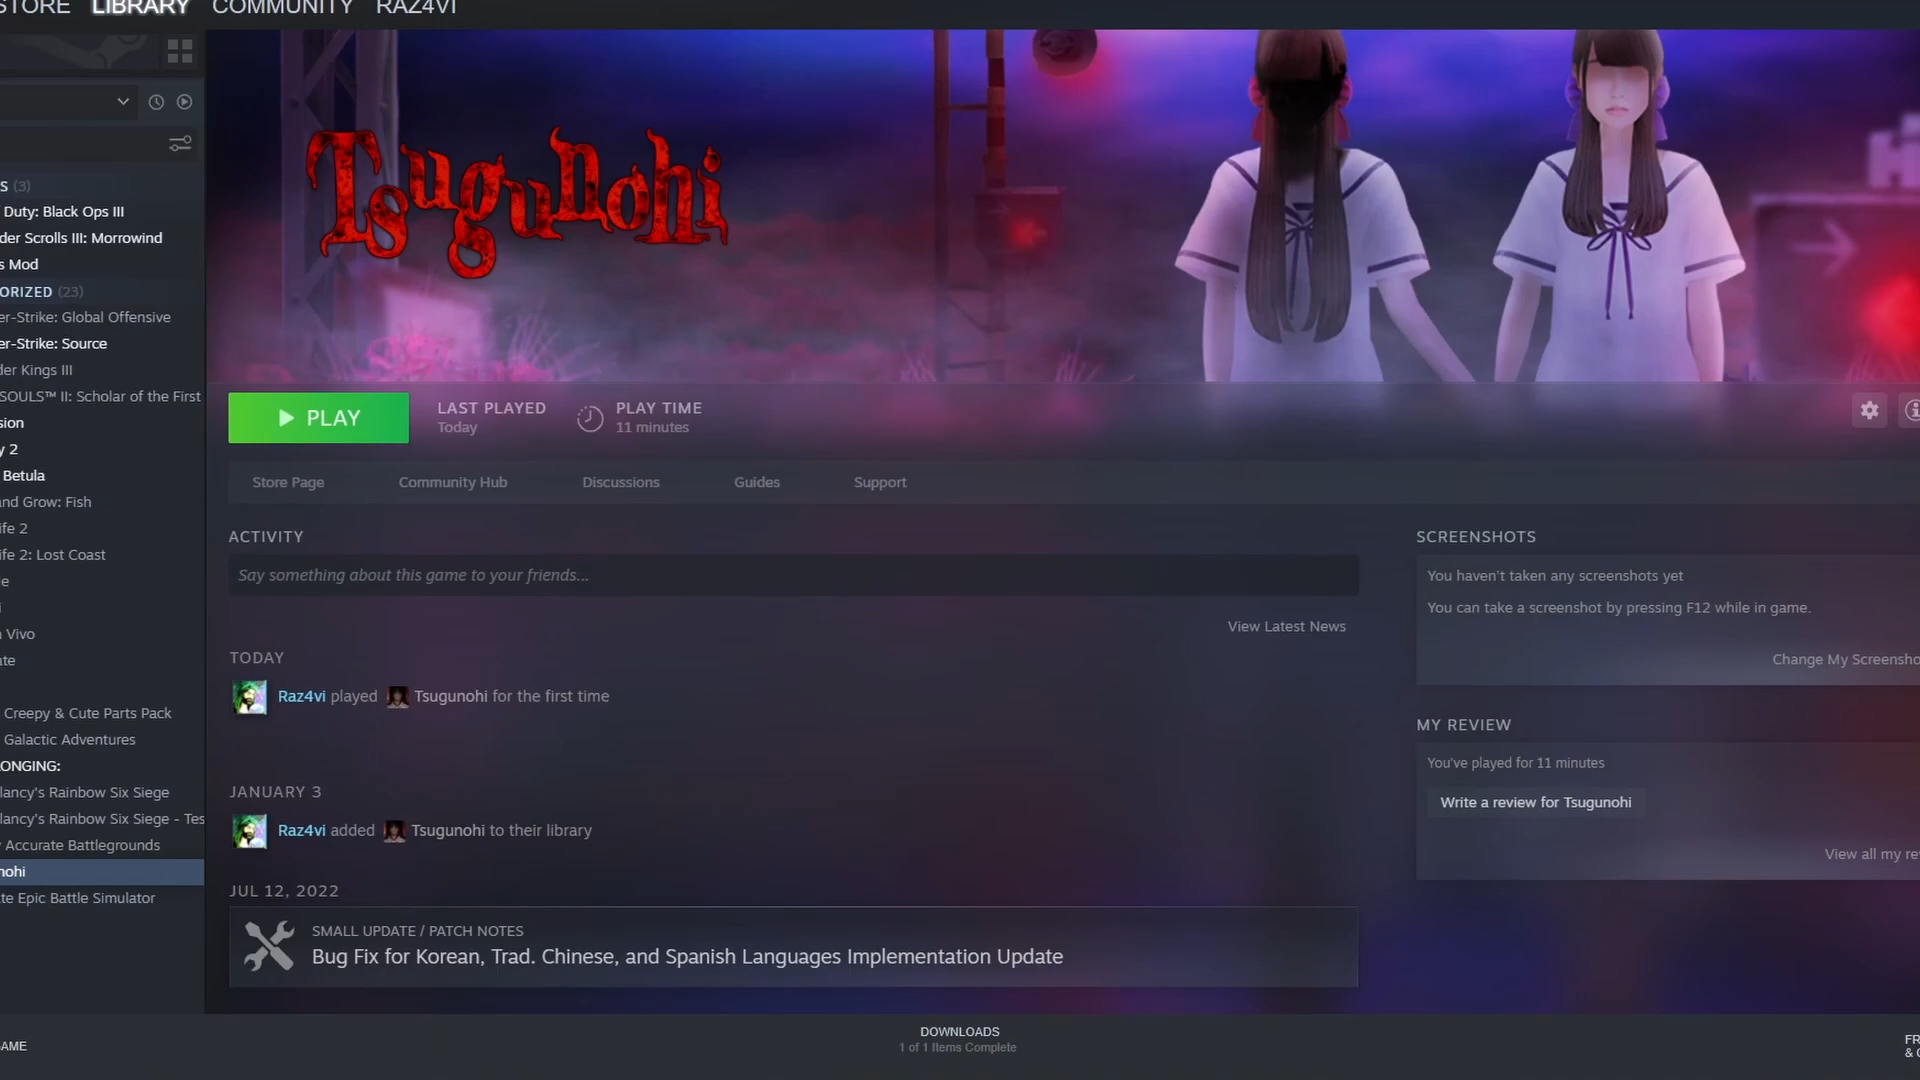 STORE LIBRARY COMMUNITY RAZ4VI
S (3)
Duty: Black Ops III
der Scrolls III: Morrowind
s Mod
ORIZED (23)
er-Strike: Global Offensive
er-Strike: Source
der Kings III
SOULS™ II: Scholar of the First
sion
y 2
Betula
and Grow: Fish
ife 2
ife 2: Lost Coast
le
i
n Vivo
ate
Creepy & Cute Parts Pack
Galactic Adventures
ONGING:
lancy's Rainbow Six Siege
lancy's Rainbow Six Siege - Tes
y Accurate Battlegrounds
nohi
te Epic Battle Simulator
Tsugunohi
PLAY
LAST PLAYED
Today
PLAY TIME
11 minutes
Store Page Community Hub Discussions Guides Support
ACTIVITY
Say something about this game to your friends...
View Latest News
TODAY
Raz4vi played Tsugunohi for the first time
JANUARY 3
Raz4vi added Tsugunohi to their library
JUL 12, 2022
SMALL UPDATE / PATCH NOTES
Bug Fix for Korean, Trad. Chinese, and Spanish Languages Implementation Update
SCREENSHOTS
You haven't taken any screenshots yet
You can take a screenshot by pressing F12 while in game.
Change My Screensho
MY REVIEW
You've played for 11 minutes
Write a review for Tsugunohi
View all my rev
AME
DOWNLOADS
1 of 1 Items Complete
FR
& C